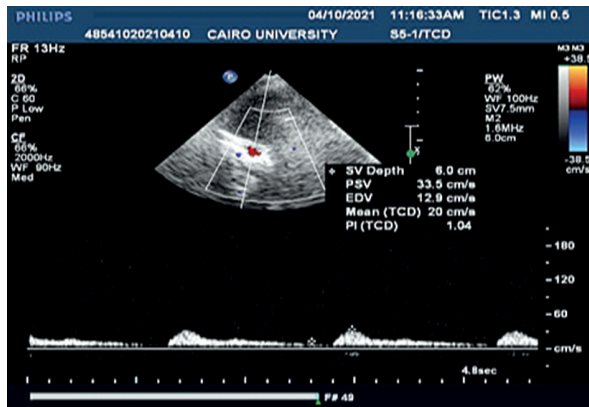 PHILIPS 04/10/2021 11:16:33AM TIC1.3 MI 0.5
48541020210410 CAIRO UNIVERSITY S5-1/TCD
FR 13Hz
RP
2D
66%
C 60
P Low
Pen
CF
66%
2000Hz
WF 90Hz
Med
M3 M3
+38.5
PW
62%
WF 100Hz
SV7.5mm
M2
1.6MHz
6.0cm
-38.5
cm/s
SV Depth 6.0 cm
PSV 33.5 cm/s
EDV 12.9 cm/s
Mean (TCD) 20 cm/s
PI (TCD) 1.04
-180
-120
-60
-cm/s
4.8sec
F# 49